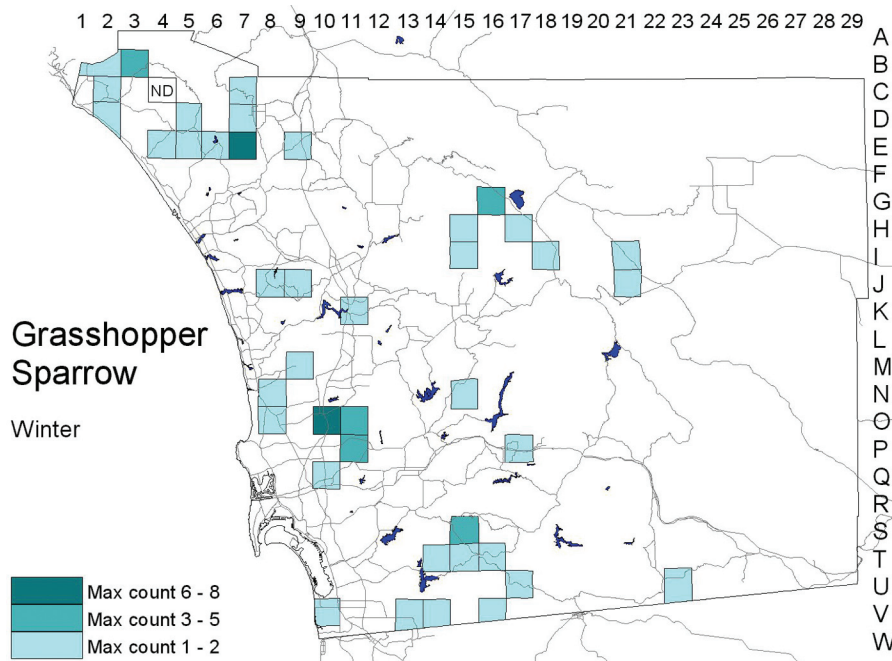 1 2 3 4 5 6 7 8 9 10 11 12 13 14 15 16 17 18 19 20 21 22 23 24 25 26 27 28 29
A
B
C
D
E
F
G
H
I
J
K
L
M
N
O
P
Q
R
S
T
U
V
W
ND
Grasshopper
Sparrow
Winter
Max count 6 - 8
Max count 3 - 5
Max count 1 - 2